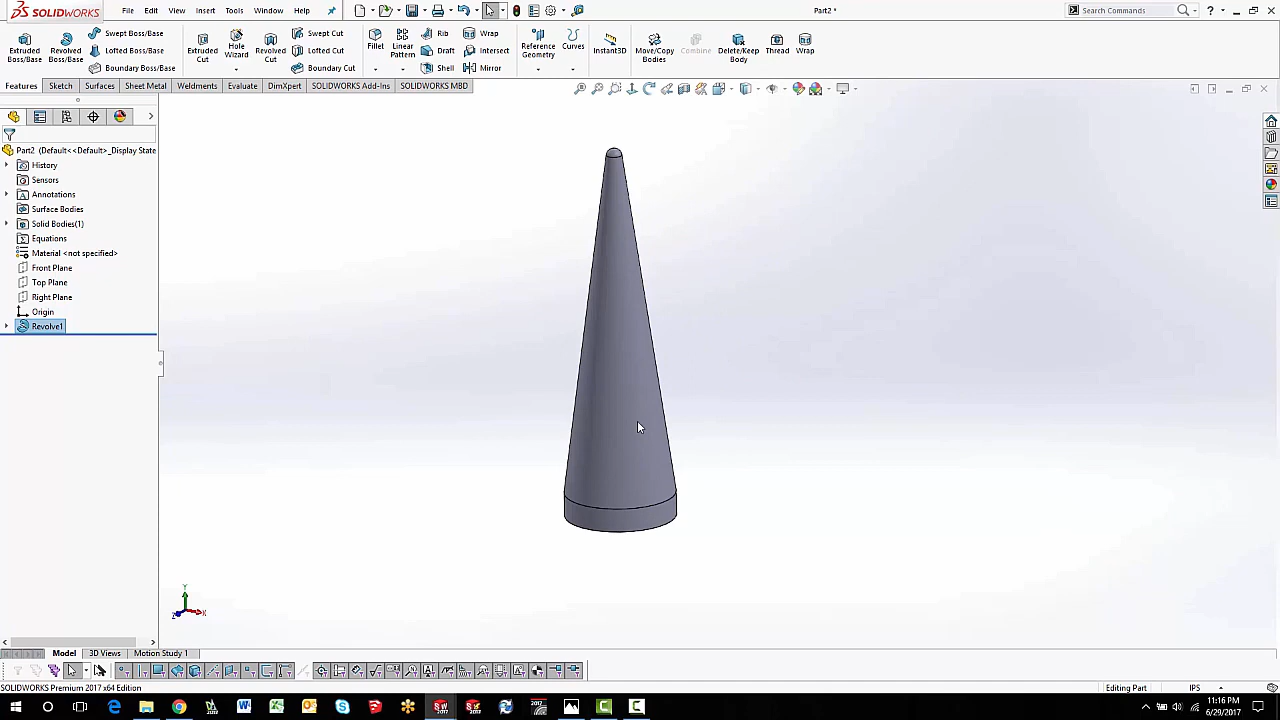 SOLIDWORKS File Edit View Insert Tools Window Help Part2 * Search Commands ?
Extruded Boss/Base
Revolved Boss/Base
Swept Boss/Base
Lofted Boss/Base
Boundary Boss/Base
Extruded Cut
Hole Wizard
Revolved Cut
Swept Cut
Lofted Cut
Boundary Cut
Fillet
Linear Pattern
Rib
Draft
Shell
Wrap
Intersect
Mirror
Reference Geometry
Curves
Instant3D
Move/Copy Bodies
Combine
Delete/Keep Body
Thread
Wrap
Features Sketch Surfaces Sheet Metal Weldments Evaluate DimXpert SOLIDWORKS Add-Ins SOLIDWORKS MBD
Part2 (Default<<Default>_Display State
History
Sensors
Annotations
Surface Bodies
Solid Bodies(1)
Equations
Material <not specified>
Front Plane
Top Plane
Right Plane
Origin
Revolve1
Y
X
Z
Model 3D Views Motion Study 1
SOLIDWORKS Premium 2017 x64 Edition Editing Part IPS
11:16 PM
6/29/2017